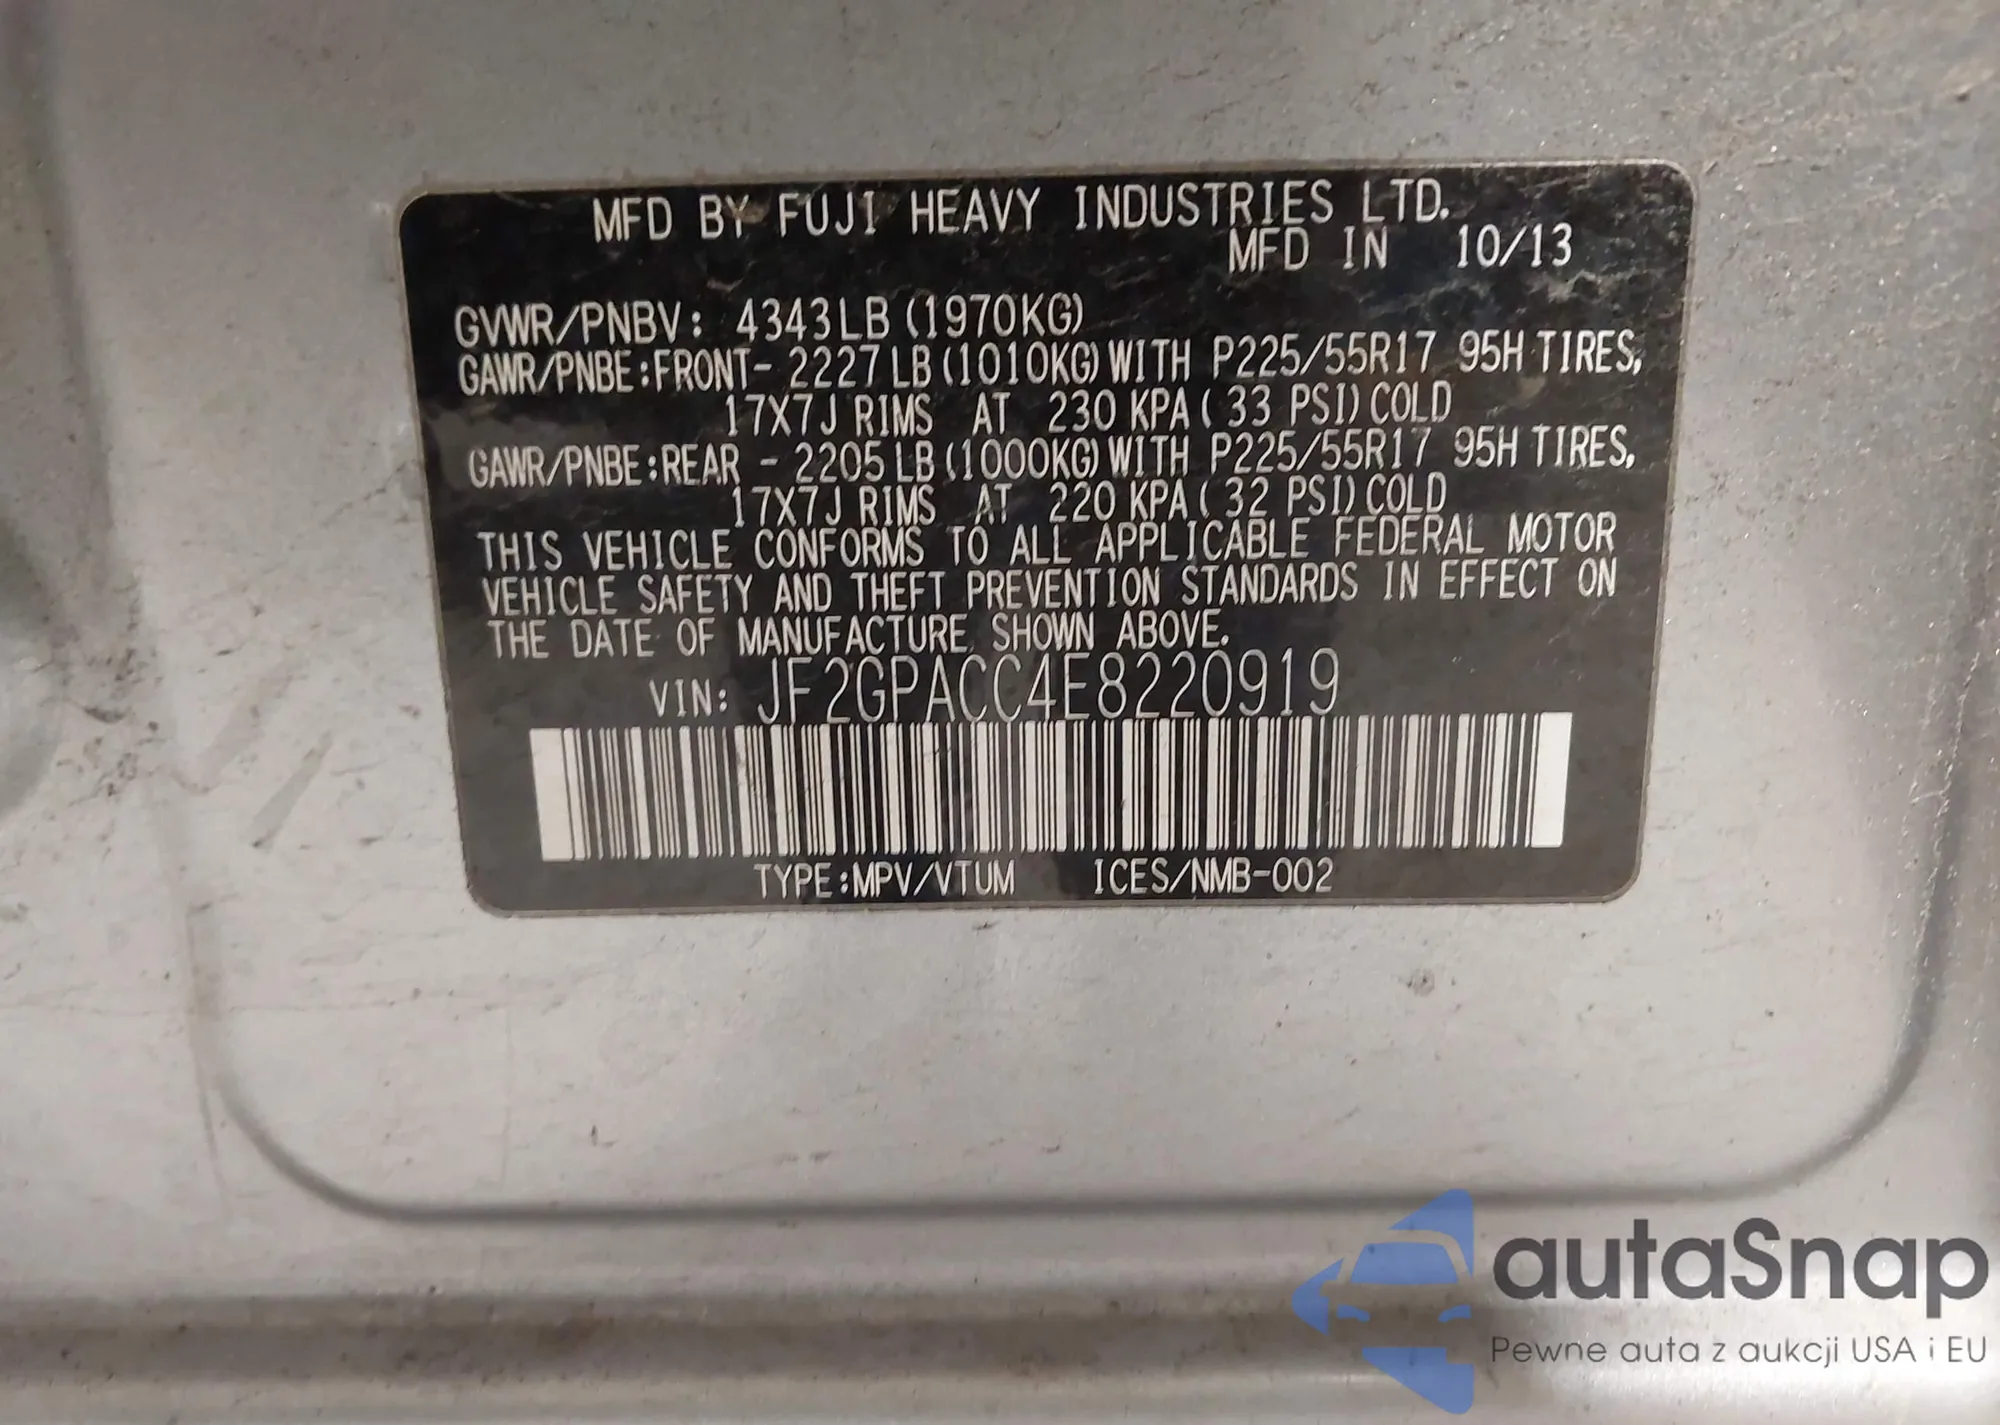 MFD BY FUJI HEAVY INDUSTRIES LTD.
MFD IN 10/13
GVWR/PNBV: 4343LB (1970KG)
GAWR/PNBE:FRONT- 2227LB (1010KG) WITH P225/55R17 95H TIRES,
17X7J RIMS AT 230 KPA( 33 PSI) COLD
GAWR/PNBE:REAR - 2205LB (1000KG) WITH P225/55R17 95H TIRES,
17X7J RIMS AT 220 KPA( 32 PSI) COLD
THIS VEHICLE CONFORMS TO ALL APPLICABLE FEDERAL MOTOR
VEHICLE SAFETY AND THEFT PREVENTION STANDARDS IN EFFECT ON
THE DATE OF MANUFACTURE SHOWN ABOVE.
VIN: JF2GPACC4E8220919
TYPE:MPV/VTUM ICES/NMB-002
autaSnap
Pewne auta z aukcji USA i EU